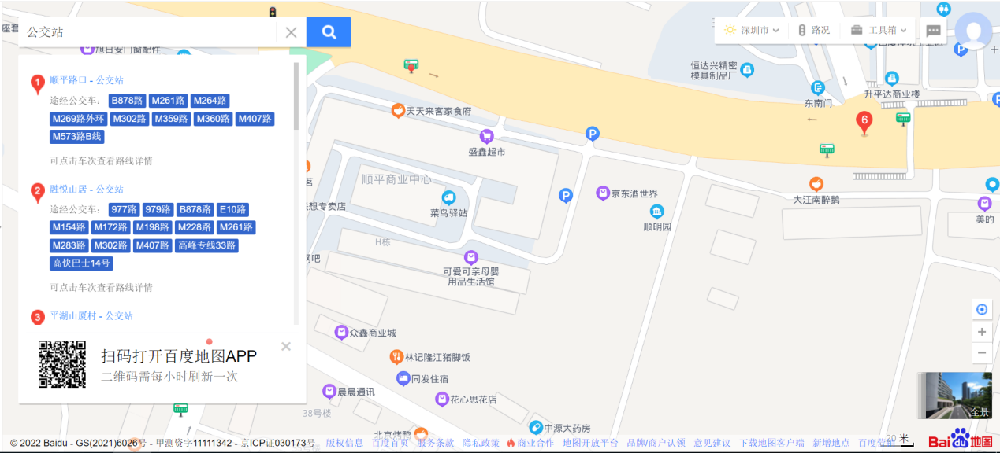 座套
公交站
深圳市
路况
工具箱
旭日安门窗配件
1
顺平路口 - 公交站
途经公交车：
B878路 M261路 M264路
M269路外环 M302路 M359路 M360路 M407路
M573路B线
可点击车次查看路线详情
2
融悦山居 - 公交站
途经公交车：
977路 979路 B878路 E10路
M154路 M172路 M198路 M228路 M261路
M283路 M302路 M407路 高峰专线33路
高快巴士14号
可点击车次查看路线详情
3
平湖山厦村 - 公交站
扫码打开百度地图APP
二维码需每小时刷新一次
恒达兴精密
模具制品厂
东南门
升平达商业楼
6
P
P
P
P
P
天天来客家食府
盛鑫超市
顺平商业中心
菜鸟驿站
茗
想专卖店
京东酒世界
顺明园
大江南醉鹅
美的
H栋
网吧
可爱可亲母婴
用品生活馆
众鑫商业城
林记隆江猪脚饭
同发住宿
晨晨通讯
花心思花店
38号楼
北京烤鸭
中源大药房
全景
20 米
© 2022 Baidu - GS(2021)6026号 - 甲测资字11111342 - 京ICP证030173号 版权信息 百度首页 服务条款 隐私政策 商业合作 地图开放平台 品牌/商户认领 意见建议 下载地图客户端 新增地点 百度营销
Bai du 地图